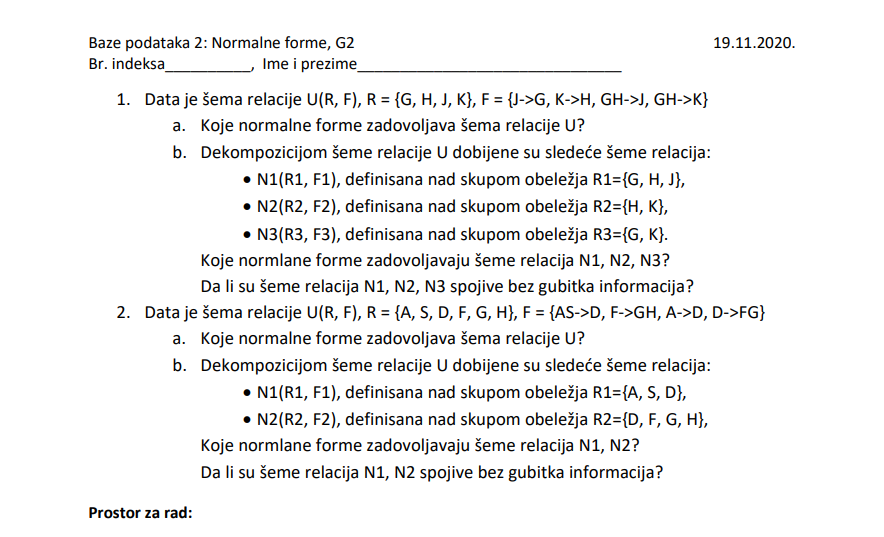 Baze podataka 2: Normalne forme, G2 19.11.2020.
Br. indeksa__________, Ime i prezime_______________________________
1. Data je šema relacije U(R, F), R = {G, H, J, K}, F = {J->G, K->H, GH->J, GH->K}
a. Koje normalne forme zadovoljava šema relacije U?
b. Dekompozicijom šeme relacije U dobijene su sledeće šeme relacija:
• N1(R1, F1), definisana nad skupom obeležja R1={G, H, J},
• N2(R2, F2), definisana nad skupom obeležja R2={H, K},
• N3(R3, F3), definisana nad skupom obeležja R3={G, K}.
Koje normlane forme zadovoljavaju šeme relacija N1, N2, N3?
Da li su šeme relacija N1, N2, N3 spojive bez gubitka informacija?
2. Data je šema relacije U(R, F), R = {A, S, D, F, G, H}, F = {AS->D, F->GH, A->D, D->FG}
a. Koje normalne forme zadovoljava šema relacije U?
b. Dekompozicijom šeme relacije U dobijene su sledeće šeme relacija:
• N1(R1, F1), definisana nad skupom obeležja R1={A, S, D},
• N2(R2, F2), definisana nad skupom obeležja R2={D, F, G, H},
Koje normlane forme zadovoljavaju šeme relacija N1, N2?
Da li su šeme relacija N1, N2 spojive bez gubitka informacija?
Prostor za rad: